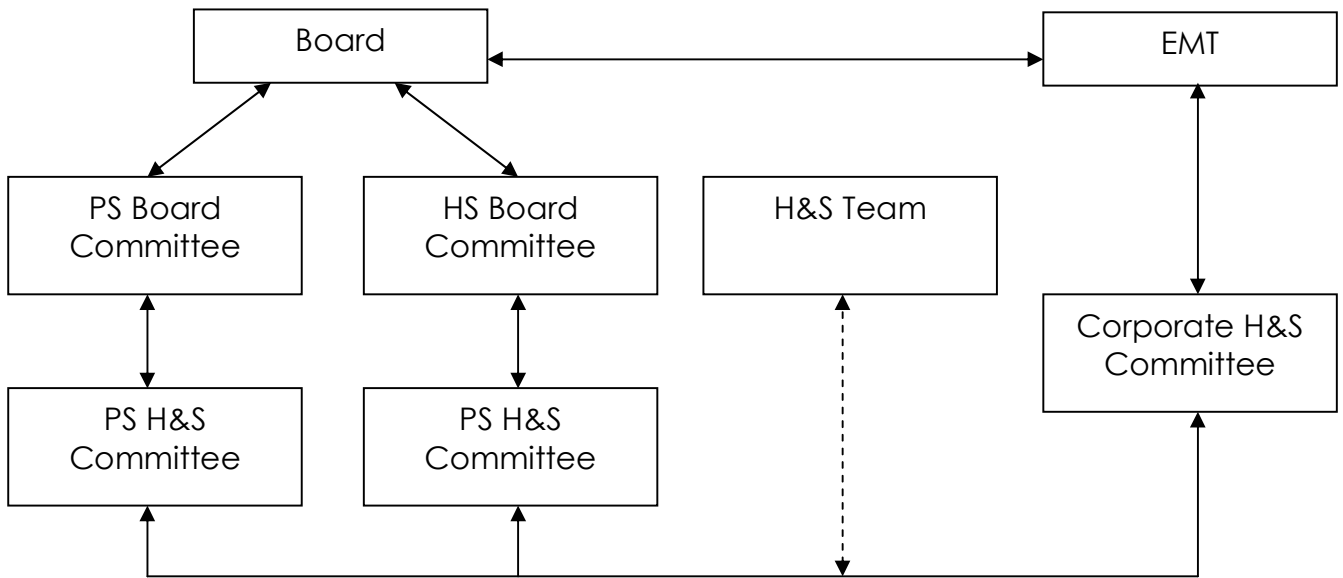 Board
EMT
PS Board
Committee
HS Board
Committee
H&S Team
Corporate H&S
Committee
PS H&S
Committee
PS H&S
Committee